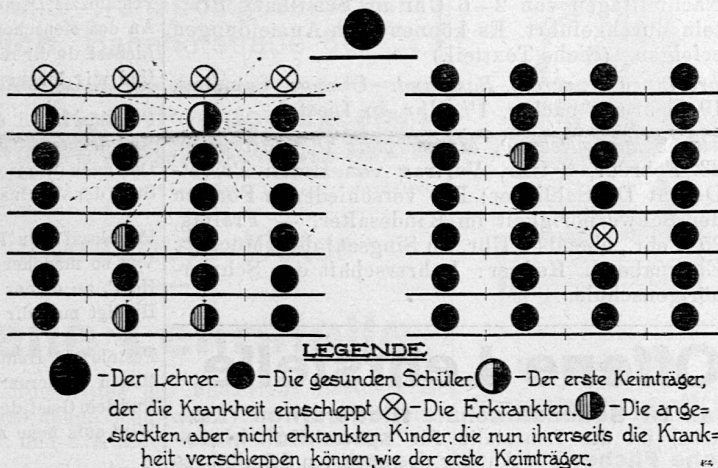 LEGENDE
- Der Lehrer. - Die gesunden Schüler. - Der erste Keimträger,
der die Krankheit einschleppt - Die Erkrankten. - Die ange=
steckten, aber nicht erkrankten Kinder, die nun ihrerseits die Krank=
heit verschleppen können, wie der erste Keimträger.